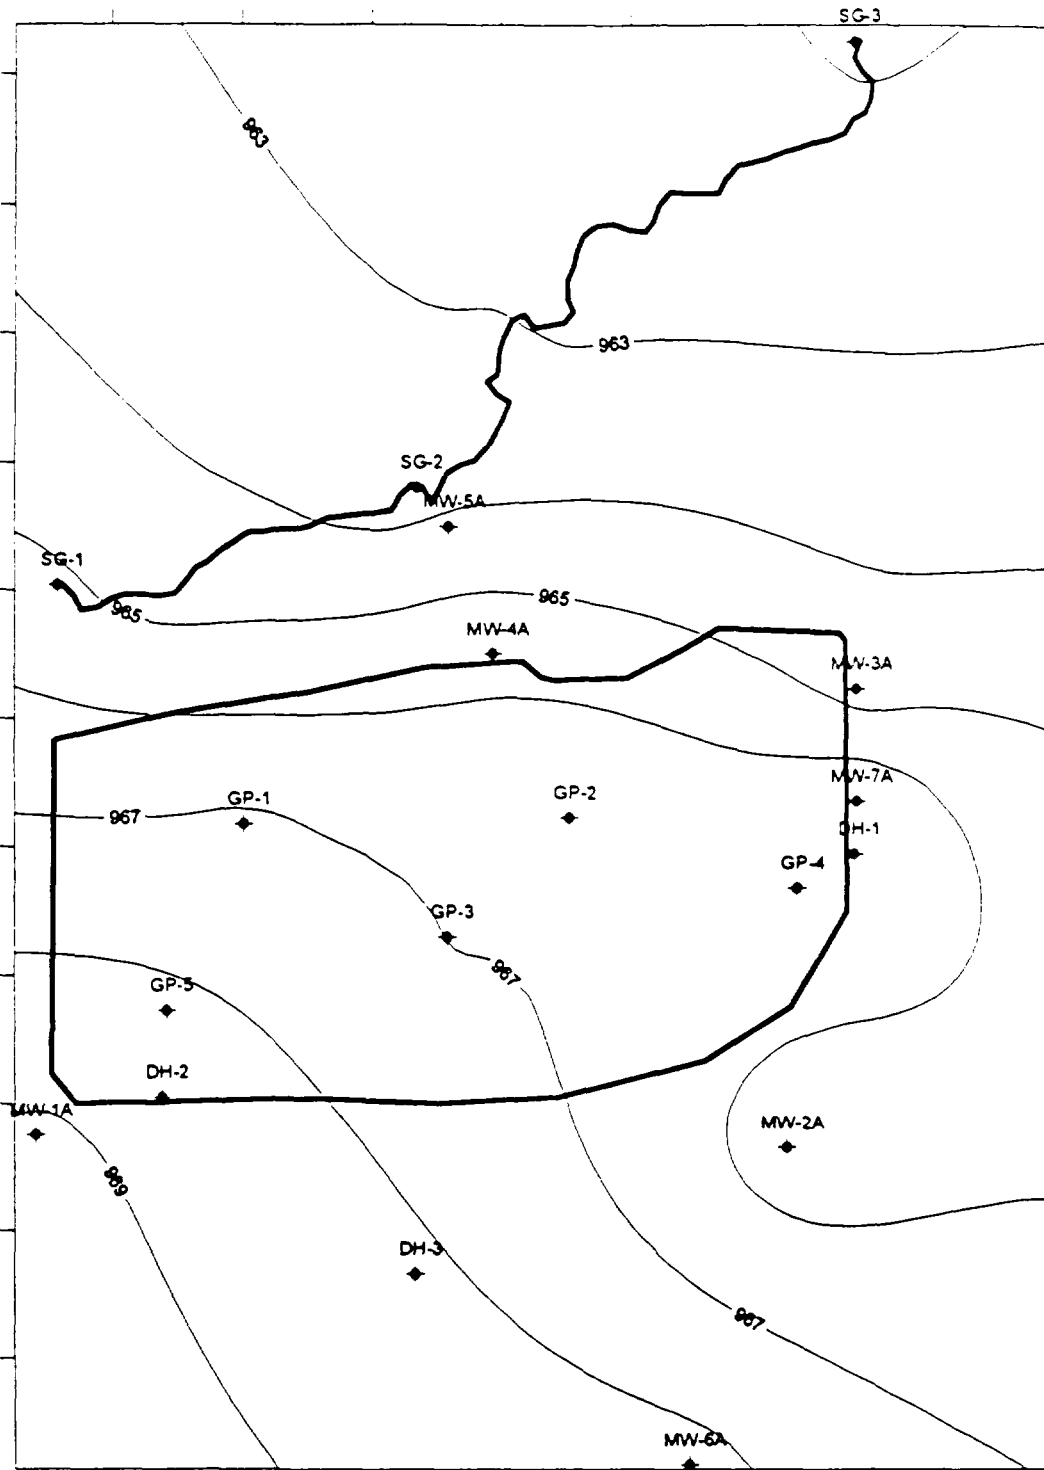 SG-3
963
963
SG-2
MW-5A
SG-1
965
965
MW-4A
MW-3A
MW-7A
GP-1
GP-2
967
DH-1
GP-4
GP-3
967
GP-5
DH-2
MW-1A
MW-2A
969
DH-3
967
MW-6A